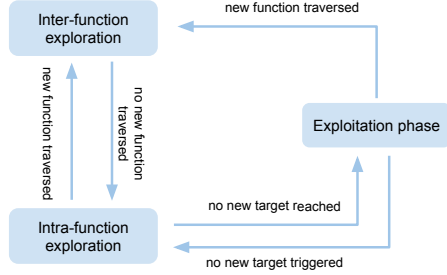 new function traversed
Inter-function
exploration
new function traversed
no new function
traversed
Exploitation phase
no new target reached
Intra-function
exploration
no new target triggered